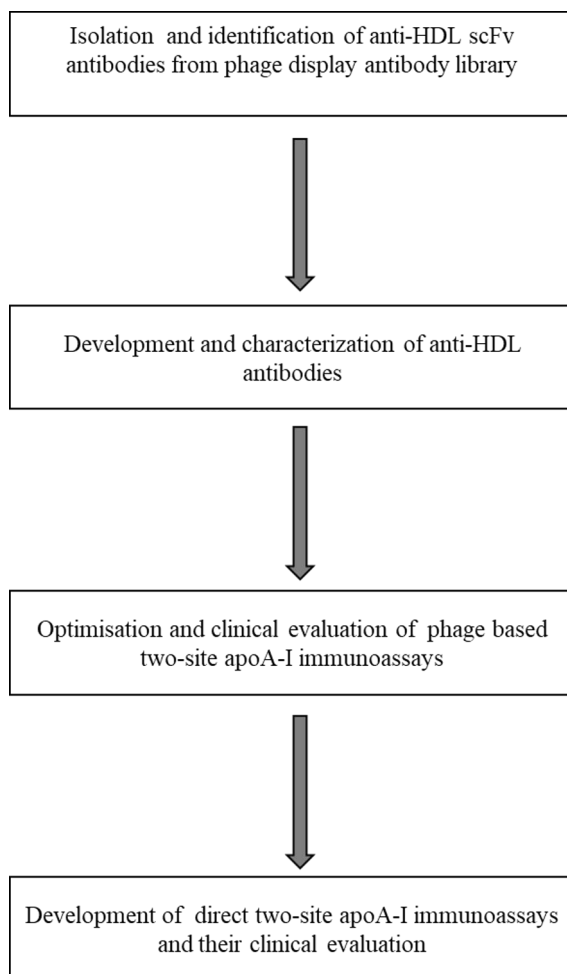 Isolation and identification of anti-HDL scFv
antibodies from phage display antibody library
Development and characterization of anti-HDL
antibodies
Optimisation and clinical evaluation of phage based
two-site apoA-I immunoassays
Development of direct two-site apoA-I immunoassays
and their clinical evaluation